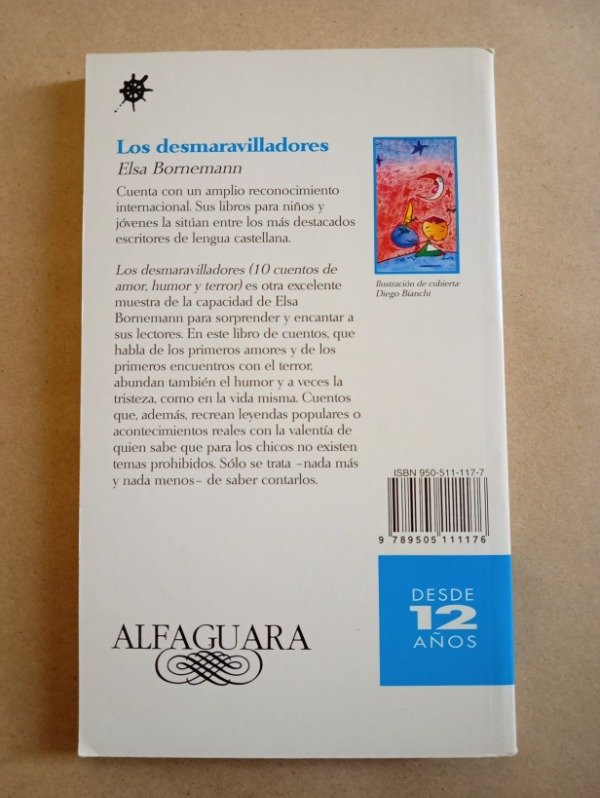 Los desmaravilladores
Elsa Bornemann
Cuenta con un amplio reconocimiento
internacional. Sus libros para niños y
jóvenes la sitúan entre los más destacados
escritores de lengua castellana.
Los desmaravilladores (10 cuentos de
amor, humor y terror) es otra excelente
muestra de la capacidad de Elsa
Bornemann para sorprender y encantar a
sus lectores. En este libro de cuentos, que
habla de los primeros amores y de los
primeros encuentros con el terror,
abundan también el humor y a veces la
tristeza, como en la vida misma. Cuentos
que, además, recrean leyendas populares o
acontecimientos reales con la valentía de
quien sabe que para los chicos no existen
temas prohibidos. Sólo se trata –nada más
y nada menos– de saber contarlos.
Ilustración de cubierta:
Diego Bianchi
ISBN 950-511-117-7
9 789505 111176
DESDE
12
AÑOS
ALFAGUARA